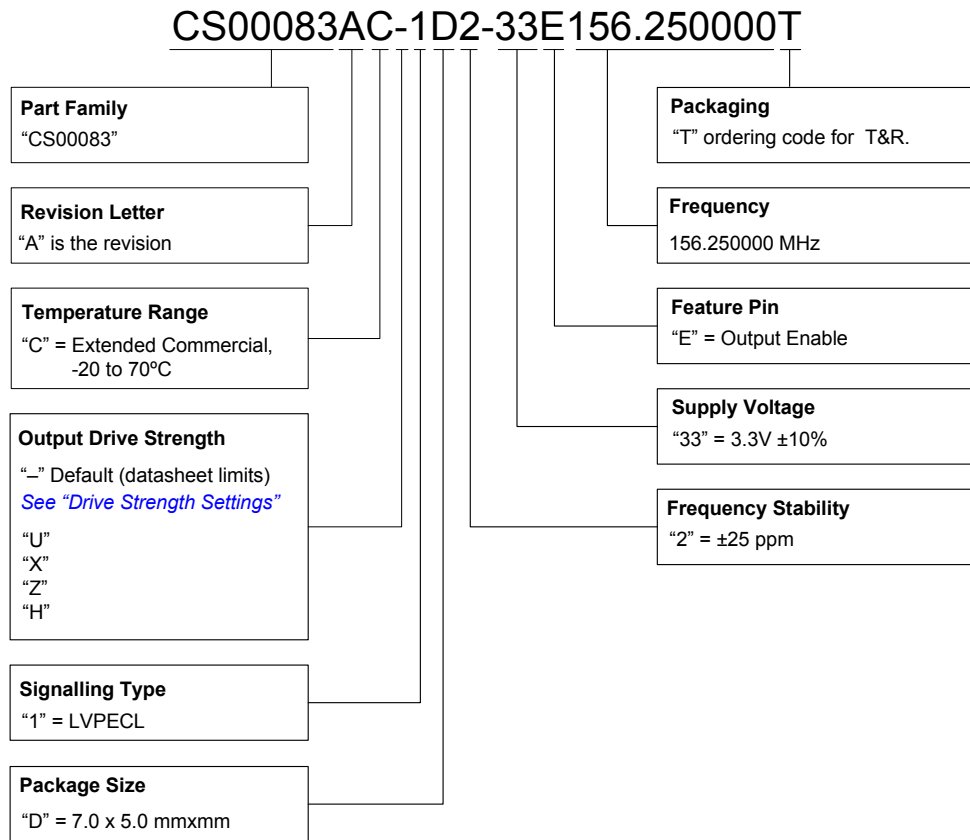 CS00083AC-1D2-33E156.250000T
Part Family
“CS00083”
Revision Letter
“A” is the revision
Temperature Range
“C” = Extended Commercial,
-20 to 70ºC
Output Drive Strength
“–” Default (datasheet limits)
See “Drive Strength Settings”
“U”
“X”
“Z”
“H”
Signalling Type
“1” = LVPECL
Package Size
“D” = 7.0 x 5.0 mmxmm
Packaging
“T” ordering code for T&R.
Frequency
156.250000 MHz
Feature Pin
“E” = Output Enable
Supply Voltage
“33” = 3.3V ±10%
Frequency Stability
“2” = ±25 ppm